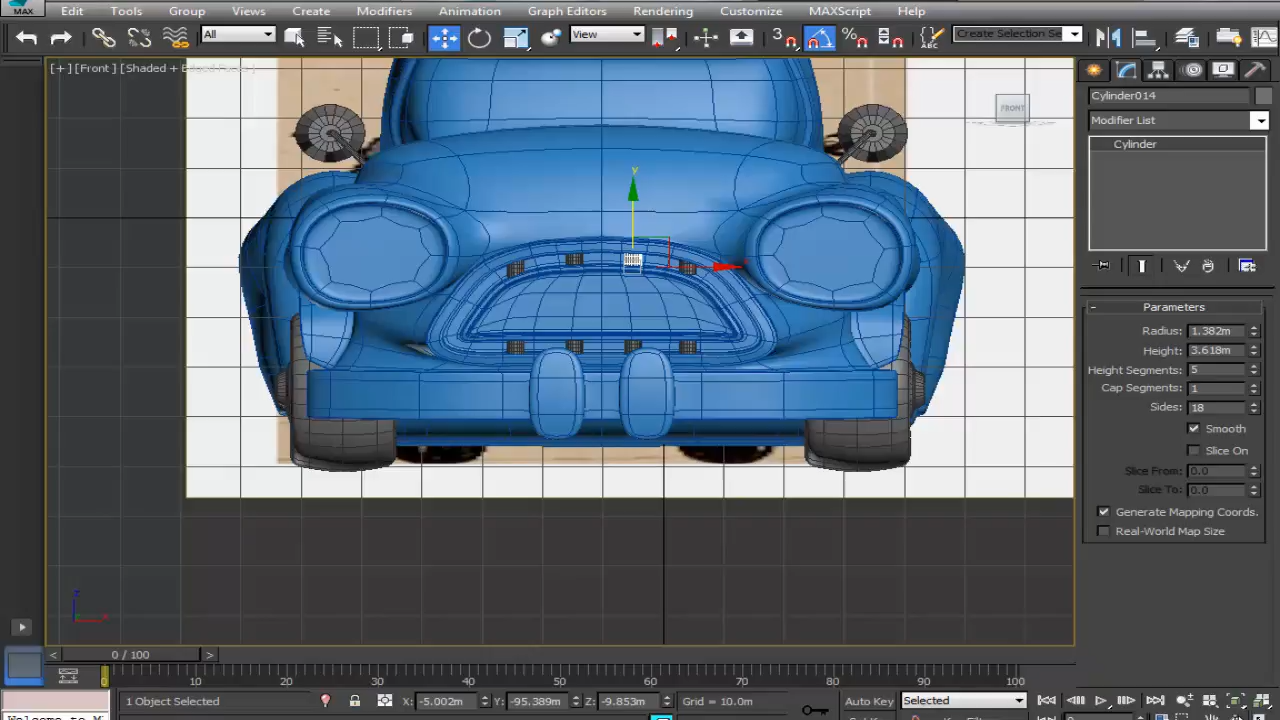 MAX Edit Tools Group Views Create Modifiers Animation Graph Editors Rendering Customize MAXScript Help
All View 3 Create Selection Se
[+] [Front] [Shaded +
FRONT
Cylinder014
Modifier List
Cylinder
Parameters
Radius: 1.382m
Height: 3.618m
Height Segments: 5
Cap Segments: 1
Sides: 18
Smooth
Slice On
Slice From: 0.0
Slice To: 0.0
Generate Mapping Coords.
Real-World Map Size
y
z
x
0 / 100
10 20 30 40 50 60 70 80 90 100
1 Object Selected X: -5.002m Y: -95.389m Z: -9.853m Grid = 10.0m Auto Key Selected
Welcome to M